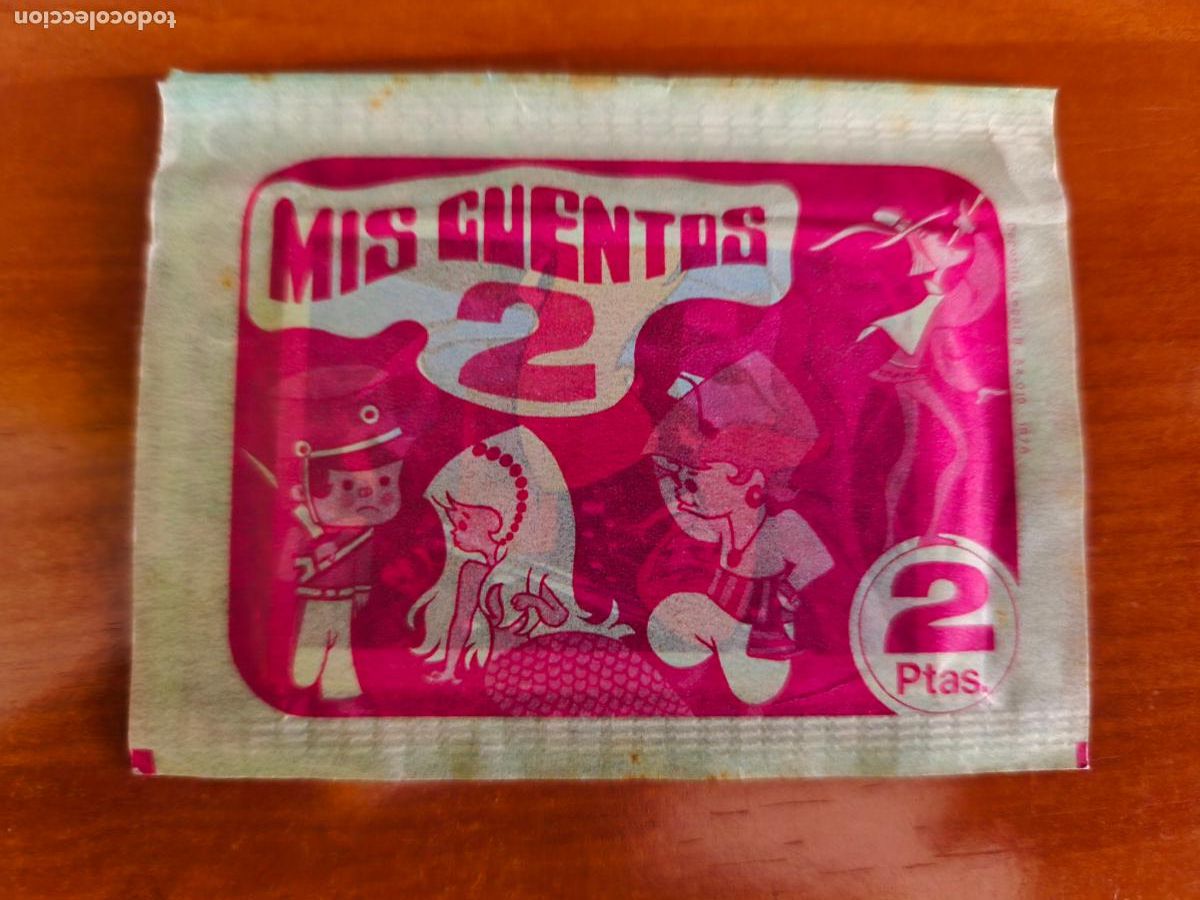 todocoleccion
MIS CUENTOS
2
2
Ptas.